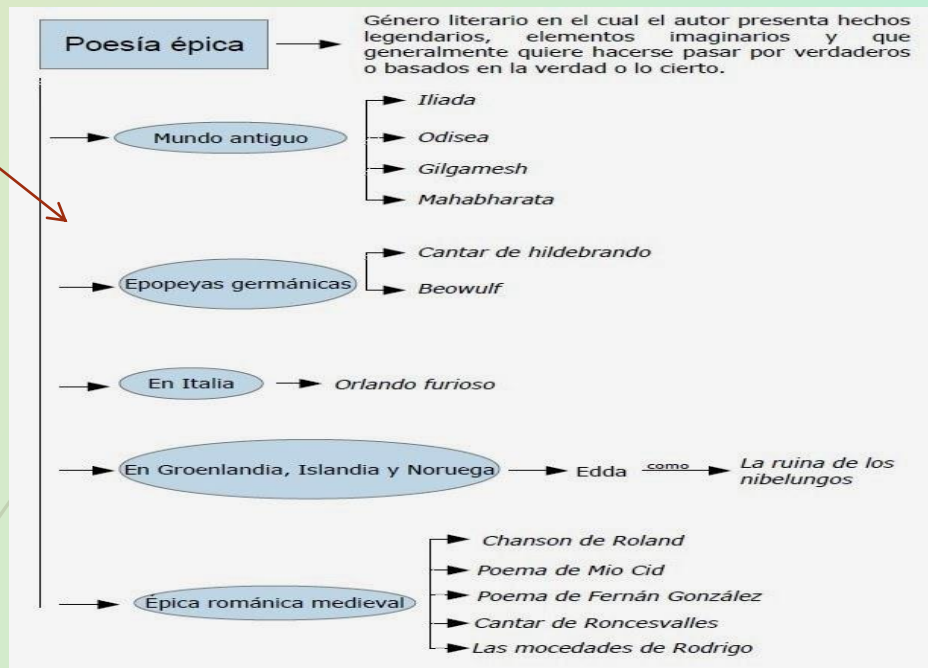 Poesía épica
Género literario en el cual el autor presenta hechos
legendarios, elementos imaginarios y que
generalmente quiere hacerse pasar por verdaderos
o basados en la verdad o lo cierto.
Mundo antiguo
Iliada
Odisea
Gilgamesh
Mahabharata
Epopeyas germánicas
Cantar de hildebrando
Beowulf
En Italia
Orlando furioso
En Groenlandia, Islandia y Noruega
Edda
como
La ruina de los
nibelungos
Épica románica medieval
Chanson de Roland
Poema de Mio Cid
Poema de Fernán González
Cantar de Roncesvalles
Las mocedades de Rodrigo